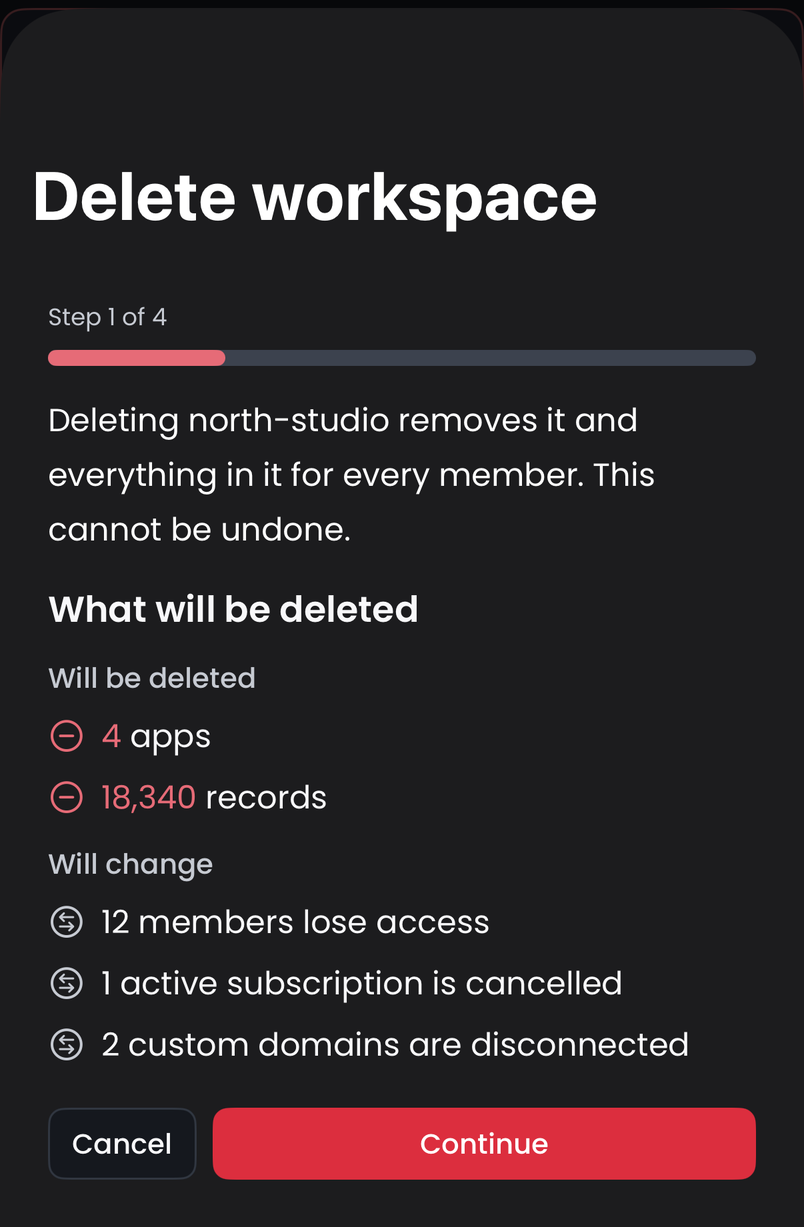 Delete workspace
Step 1 of 4
Deleting north-studio removes it and
everything in it for every member. This
cannot be undone.
What will be deleted
Will be deleted
4 apps
18,340 records
Will change
12 members lose access
1 active subscription is cancelled
2 custom domains are disconnected
Cancel
Continue